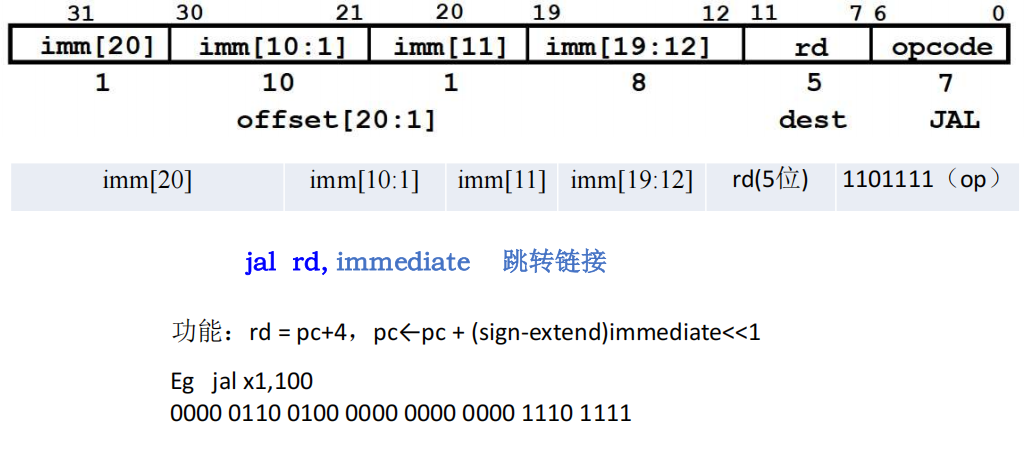 31 30 21 20 19 12 11 7 6 0
imm[20] imm[10:1] imm[11] imm[19:12] rd opcode
1 10 1 8 5 7
offset[20:1] dest JAL
imm[20] imm[10:1] imm[11] imm[19:12] rd(5位) 1101111（op）
jal rd, immediate 跳转链接
功能：rd = pc+4，pc←pc + (sign-extend)immediate<<1
Eg jal x1,100
0000 0110 0100 0000 0000 0000 1110 1111